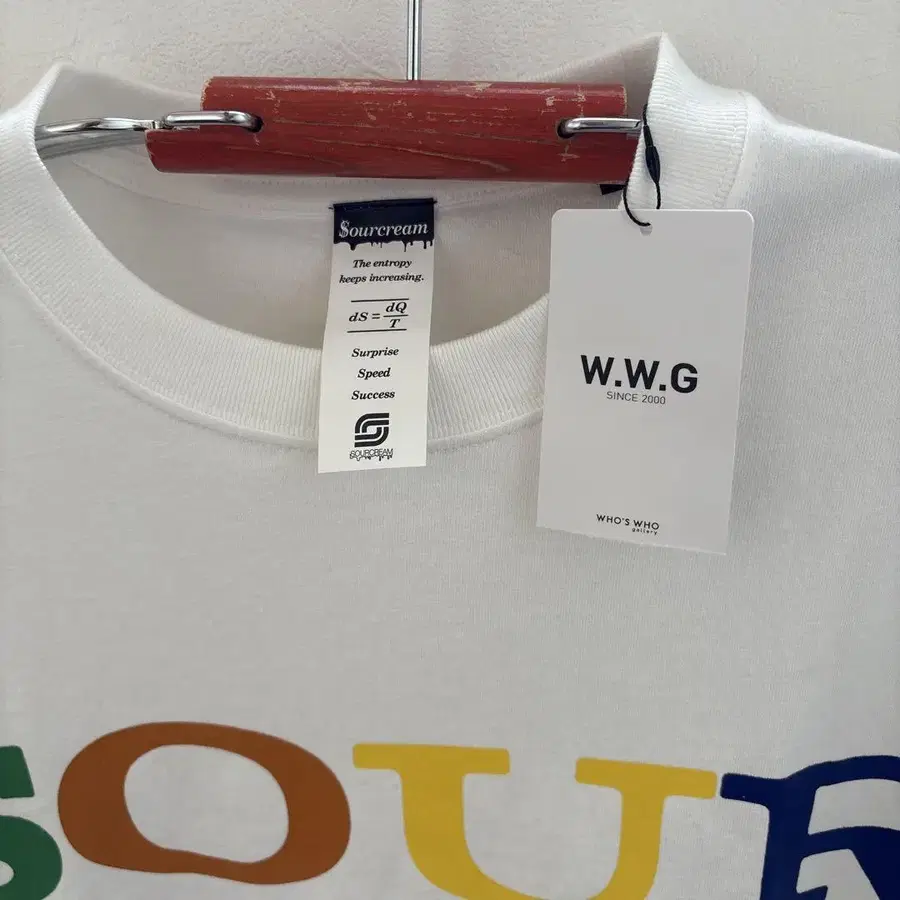 $ourcream
The entropy
keeps increasing.
dS = dQ
T
Surprise
Speed
Success
SOURCREAM
W.W.G
SINCE 2000
WHO'S WHO
gallery
SOUR